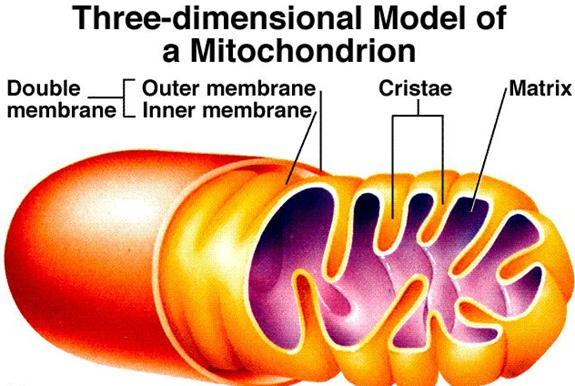 Three-dimensional Model of
a Mitochondrion
Double
membrane
Outer membrane
Inner membrane
Cristae
Matrix